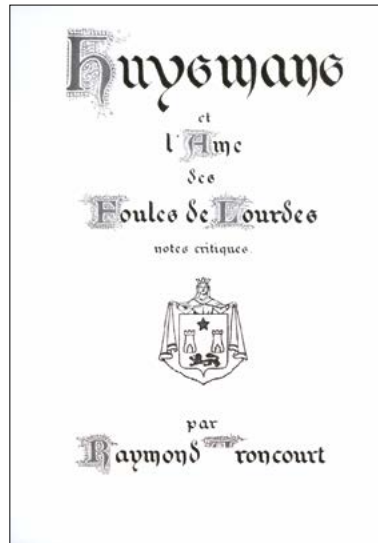 Huysmans
et
l'Ame
des
Foules de Lourdes
notes critiques.
par
Raymond Troncourt